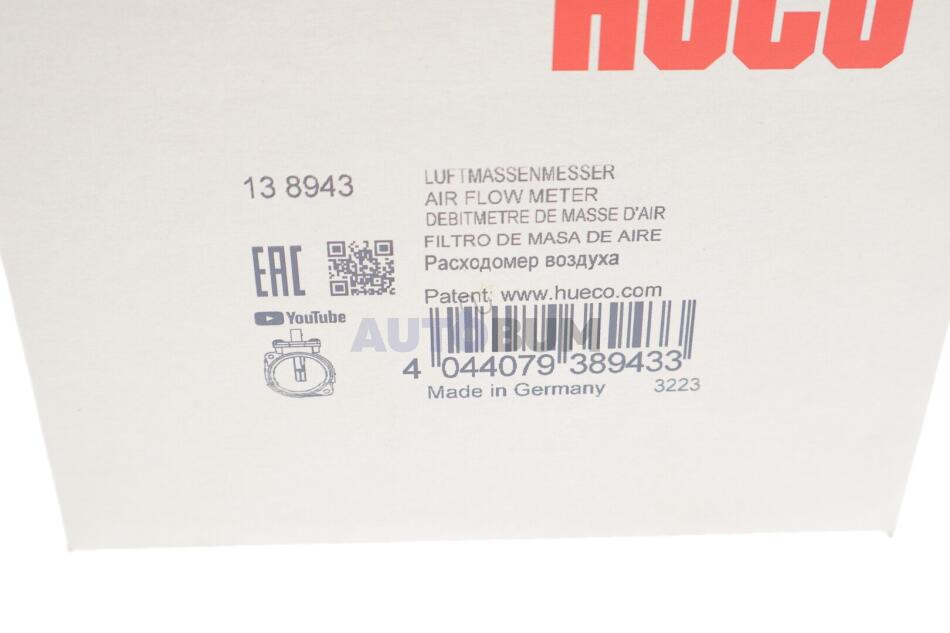 HÜCO
13 8943
LUFTMASSENMESSER
AIR FLOW METER
DEBITMETRE DE MASSE D'AIR
FILTRO DE MASA DE AIRE
Расходомер воздуха
EAC
Patent: www.hueco.com
YouTube
AUTOBUM
4 044079 389433
Made in Germany 3223